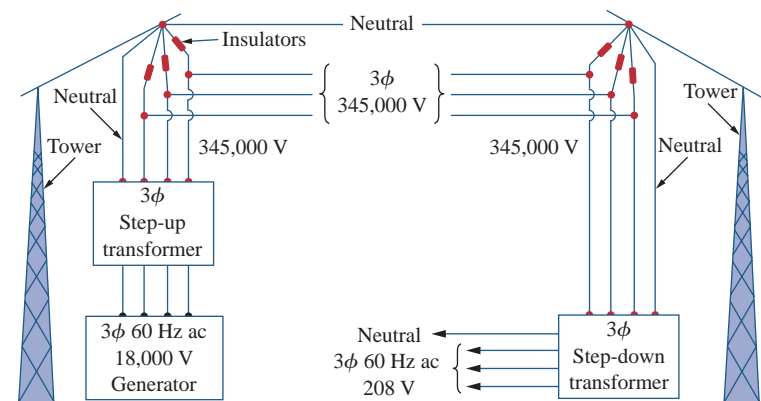 Neutral
Insulators
3ϕ
345,000 V
Neutral
Tower
Tower
345,000 V
345,000 V
Neutral
3ϕ
Step-up
transformer
3ϕ 60 Hz ac
18,000 V
Generator
Neutral
3ϕ 60 Hz ac
208 V
3ϕ
Step-down
transformer